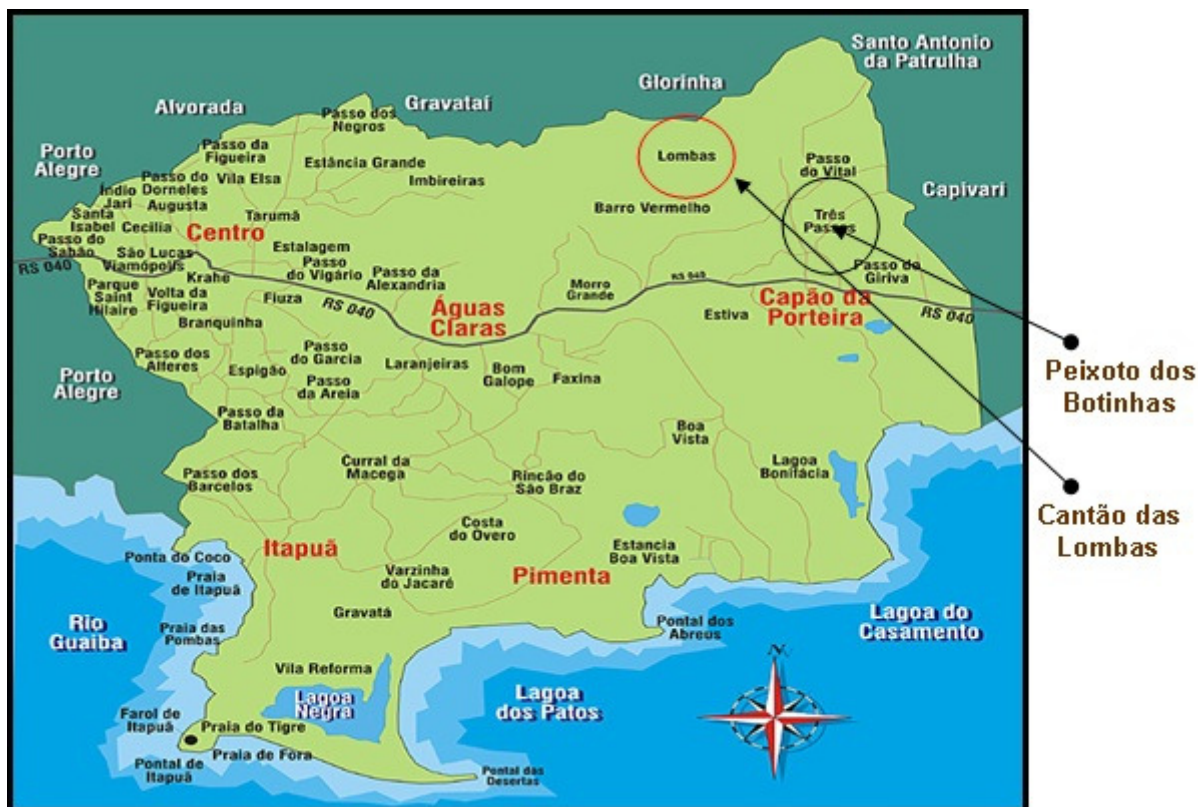 Santo Antonio
da Patrulha
Glorinha
Gravataí
Alvorada
Passo dos
Negros
Porto
Alegre
Passo da
Figueira
Estância Grande
Lombas
Passo
do Vital
Passo do
Dorneles
Vila Elsa
Imbireiras
Capivari
Índio
Jari
Augusta
Santa
Isabel
Cecília
Tarumã
Barro Vermelho
Três
Passos
Centro
Passo do
Sabão
São Lucas
Viamópolis
Estalagem
Passo
do Vigário
Passo da
Alexandria
Passo do
Giriva
RS 040
Krahe
Parque
Saint
Hilaire
Volta da
Figueira
Fiuza
RS 040
Águas
Claras
Morro
Grande
RS 040
Capão da
Porteira
RS 040
Estiva
Branquinha
Passo dos
Alferes
Espigão
Passo
do Garcia
Laranjeiras
Bom
Galope
Faxina
Passo
da Areia
Porto
Alegre
Peixoto dos
Botinhas
Passo da
Batalha
Boa
Vista
Passo dos
Barcelos
Curral da
Macega
Rincão do
São Braz
Lagoa
Bonifácia
Cantão das
Lombas
Costa
do Overo
Itapuã
Ponta do Coco
Estancia
Boa Vista
Praia
de Itapuã
Varzinha
do Jacaré
Pimenta
Gravatá
Rio
Guaiba
Praia das
Pombas
Pontal dos
Abreus
Lagoa do
Casamento
Vila Reforma
Lagoa
Negra
Lagoa
dos Patos
N
Farol de
Itapuã
Praia do Tigre
Praia de Fora
Pontal de
Itapuã
Pontal das
Desertas